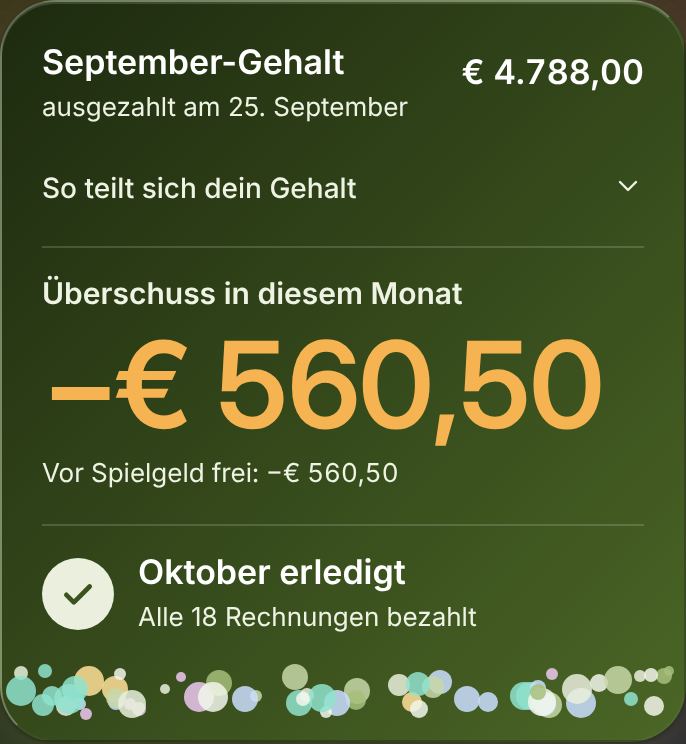 September-Gehalt
€ 4.788,00
ausgezahlt am 25. September
So teilt sich dein Gehalt
Überschuss in diesem Monat
−€ 560,50
Vor Spielgeld frei: −€ 560,50
Oktober erledigt
Alle 18 Rechnungen bezahlt